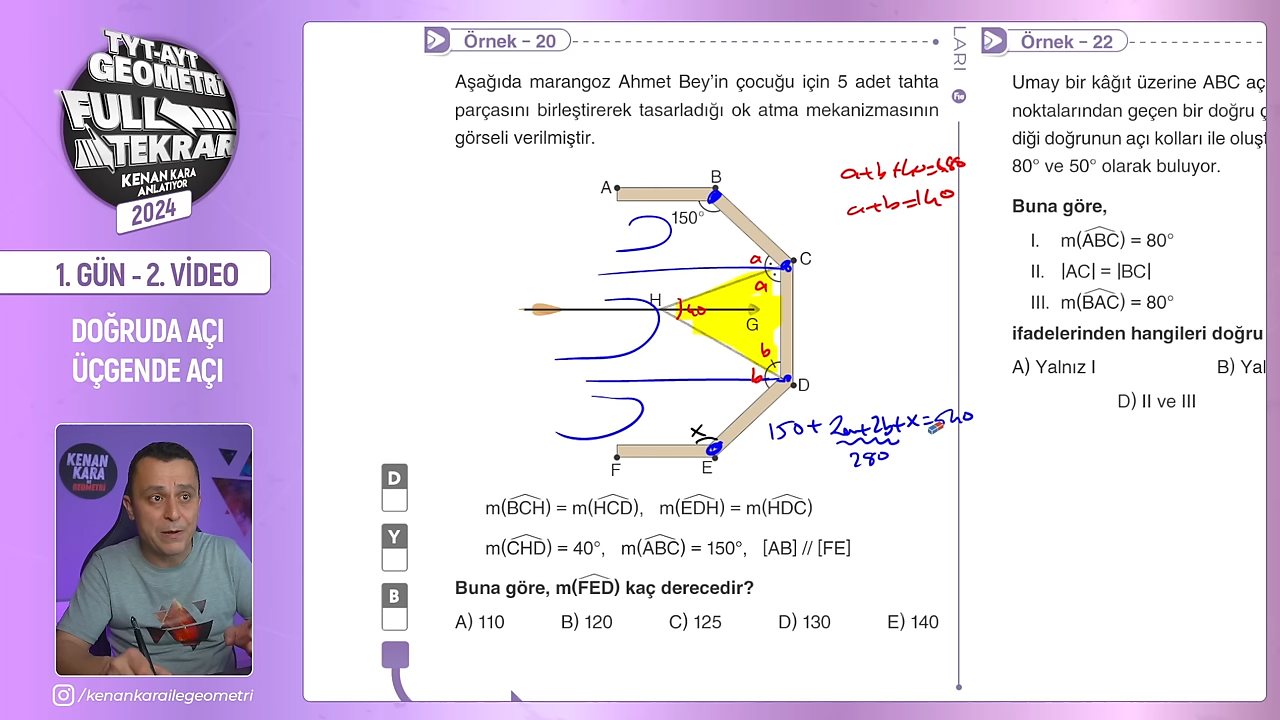 TYT-AYT
GEOMETRİ
FULL
TEKRAR
KENAN KARA
ANLATIYOR
2024
1. GÜN - 2. VİDEO
DOĞRUDA AÇI
ÜÇGENDE AÇI
KENAN
KARA
GEOMETRİ
/kenankarailegeometri
Örnek – 20
Aşağıda marangoz Ahmet Bey'in çocuğu için 5 adet tahta
parçasını birleştirerek tasarladığı ok atma mekanizmasının
görseli verilmiştir.
a+b+40=180
a+b=140
A
B
150°
C
a
a
H
40
G
b
b
D
x
E
F
150+2a+2b+x=540
280
D
Y
B
m(BCH) = m(HCD), m(EDH) = m(HDC)
m(CHD) = 40°, m(ABC) = 150°, [AB] // [FE]
Buna göre, m(FED) kaç derecedir?
A) 110 B) 120 C) 125 D) 130 E) 140
LARI
Örnek – 22
Umay bir kâğıt üzerine ABC aç
noktalarından geçen bir doğru
diği doğrunun açı kolları ile oluşt
80° ve 50° olarak buluyor.
Buna göre,
I. m(ABC) = 80°
II. |AC| = |BC|
III. m(BAC) = 80°
ifadelerinden hangileri doğru
A) Yalnız I B) Yal
D) II ve III